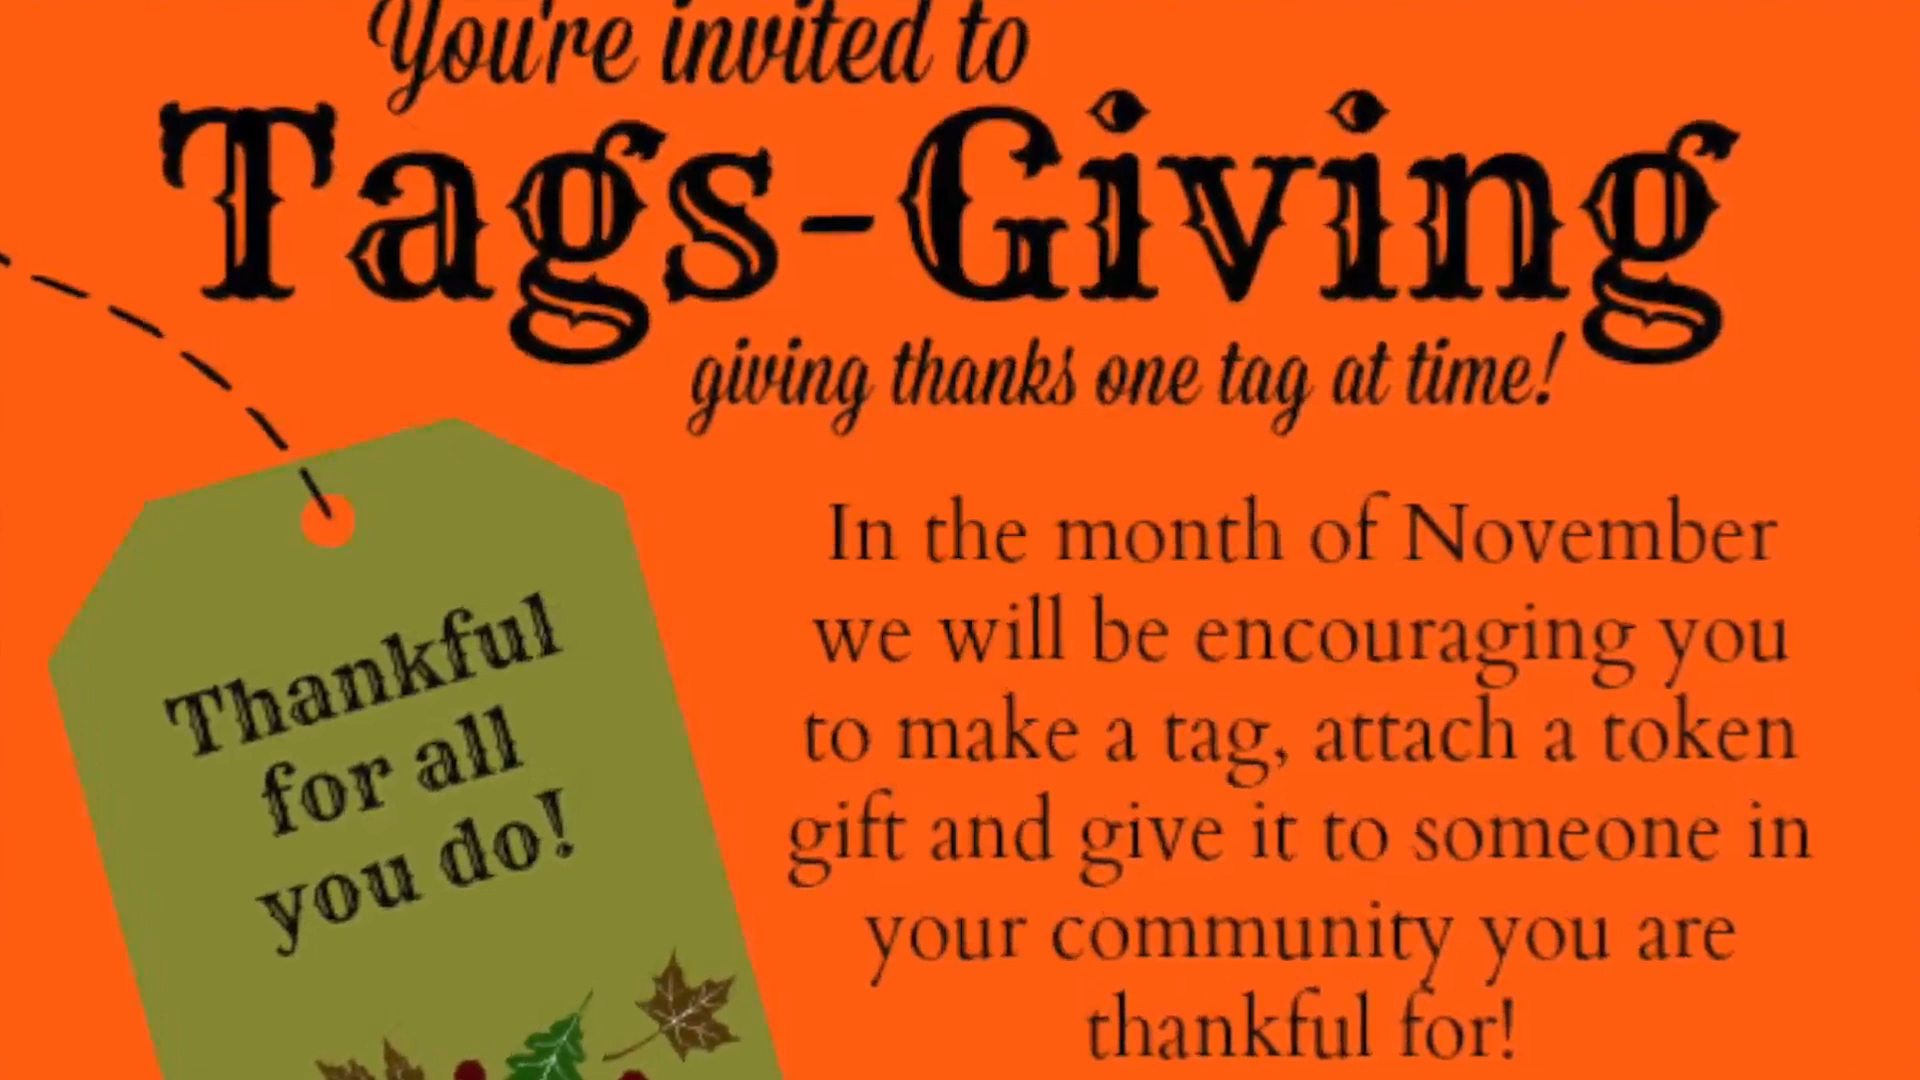 You're invited to
Tags-Giving
giving thanks one tag at time!
Thankful
for all
you do!
In the month of November
we will be encouraging you
to make a tag, attach a token
gift and give it to someone in
your community you are
thankful for!